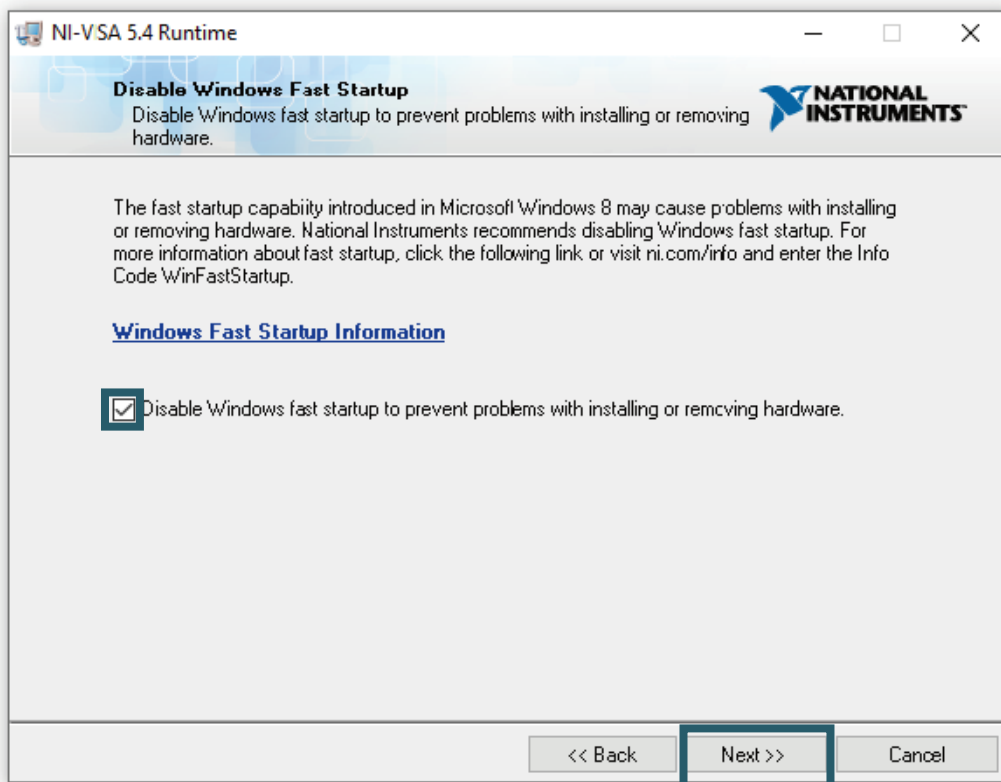 NI-VISA 5.4 Runtime
Disable Windows Fast Startup
Disable Windows fast startup to prevent problems with installing or removing
hardware.
NATIONAL
INSTRUMENTS™
The fast startup capabiity introduced in Microsoft Windows 8 may cause problems with installing
or removing hardware. National Instruments recommends disabling Windows fast startup. For
more information about fast startup, click the following link or visit ni.com/info and enter the Info
Code WinFastStartup.
Windows Fast Startup Information
Disable Windows fast startup to prevent problems with installing or removing hardware.
<< Back
Next >>
Cancel